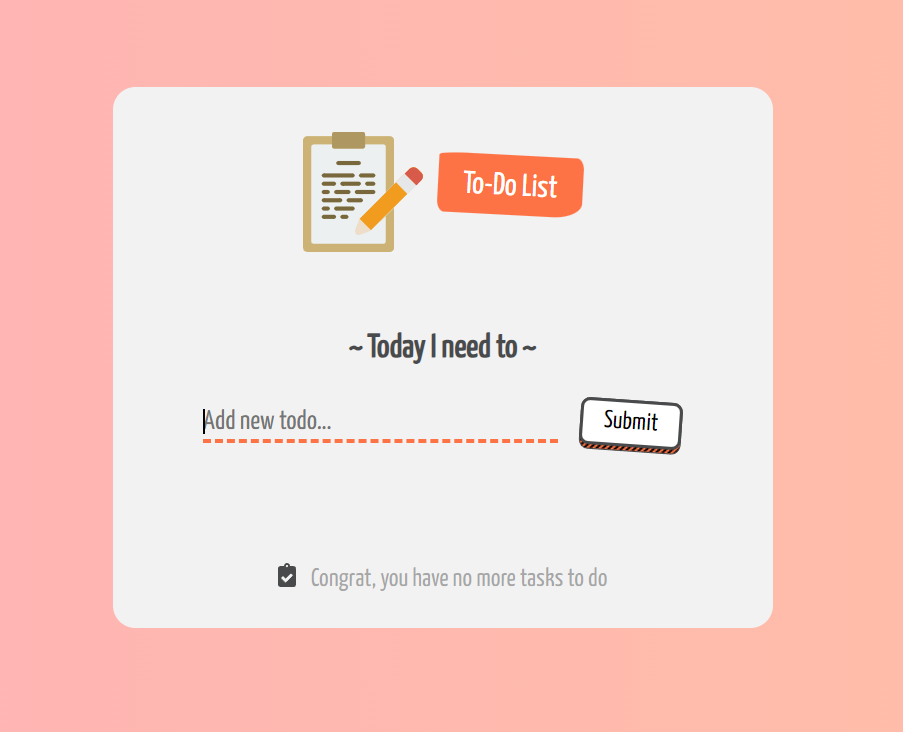 To-Do List
~ Today I need to ~
Add new todo...
Submit
Congrat, you have no more tasks to do